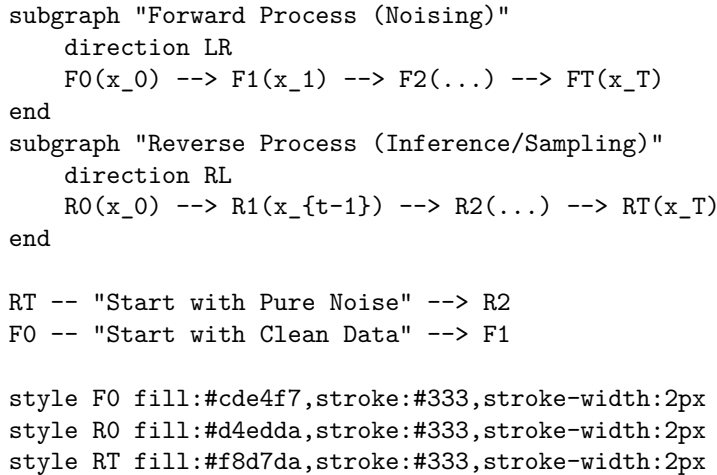 subgraph "Forward Process (Noising)"
    direction LR
    F0(x_0) --> F1(x_1) --> F2(...) --> FT(x_T)
end
subgraph "Reverse Process (Inference/Sampling)"
    direction RL
    R0(x_0) --> R1(x_{t-1}) --> R2(...) --> RT(x_T)
end

RT -- "Start with Pure Noise" --> R2
F0 -- "Start with Clean Data" --> F1

style F0 fill:#cde4f7,stroke:#333,stroke-width:2px
style R0 fill:#d4edda,stroke:#333,stroke-width:2px
style RT fill:#f8d7da,stroke:#333,stroke-width:2px